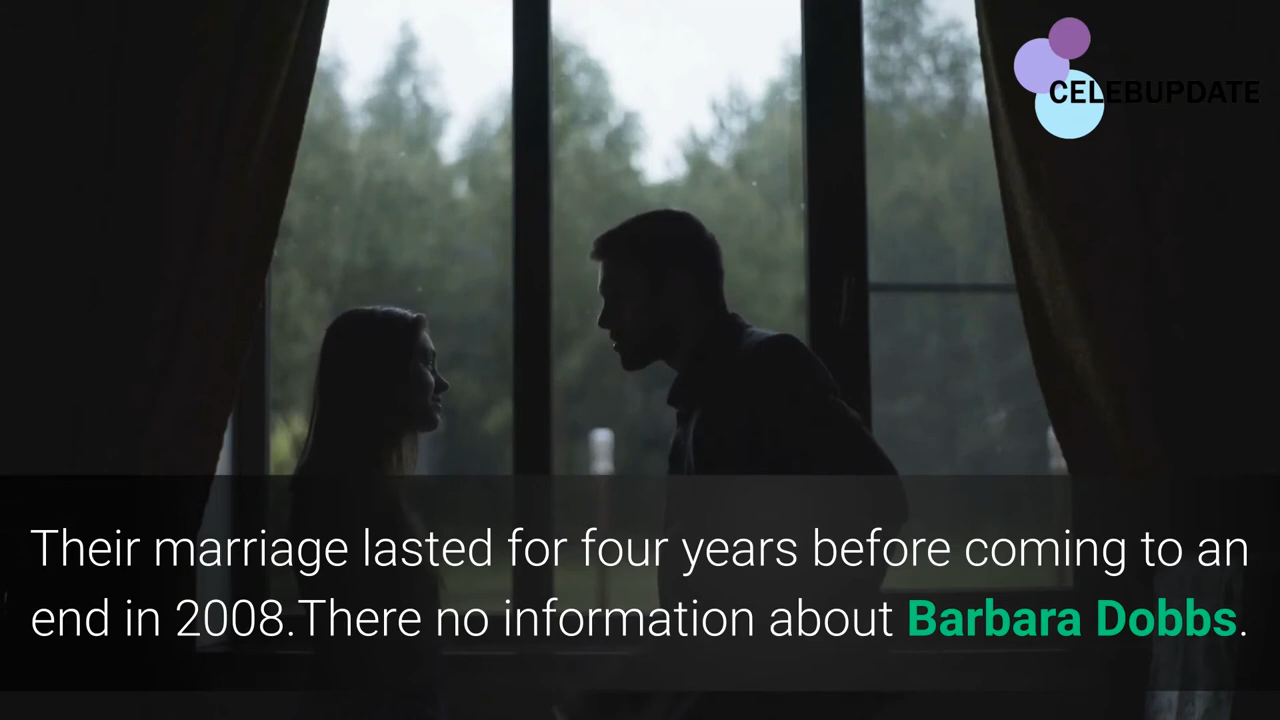 CELEBUPDATE
Their marriage lasted for four years before coming to an
end in 2008.There no information about Barbara Dobbs.